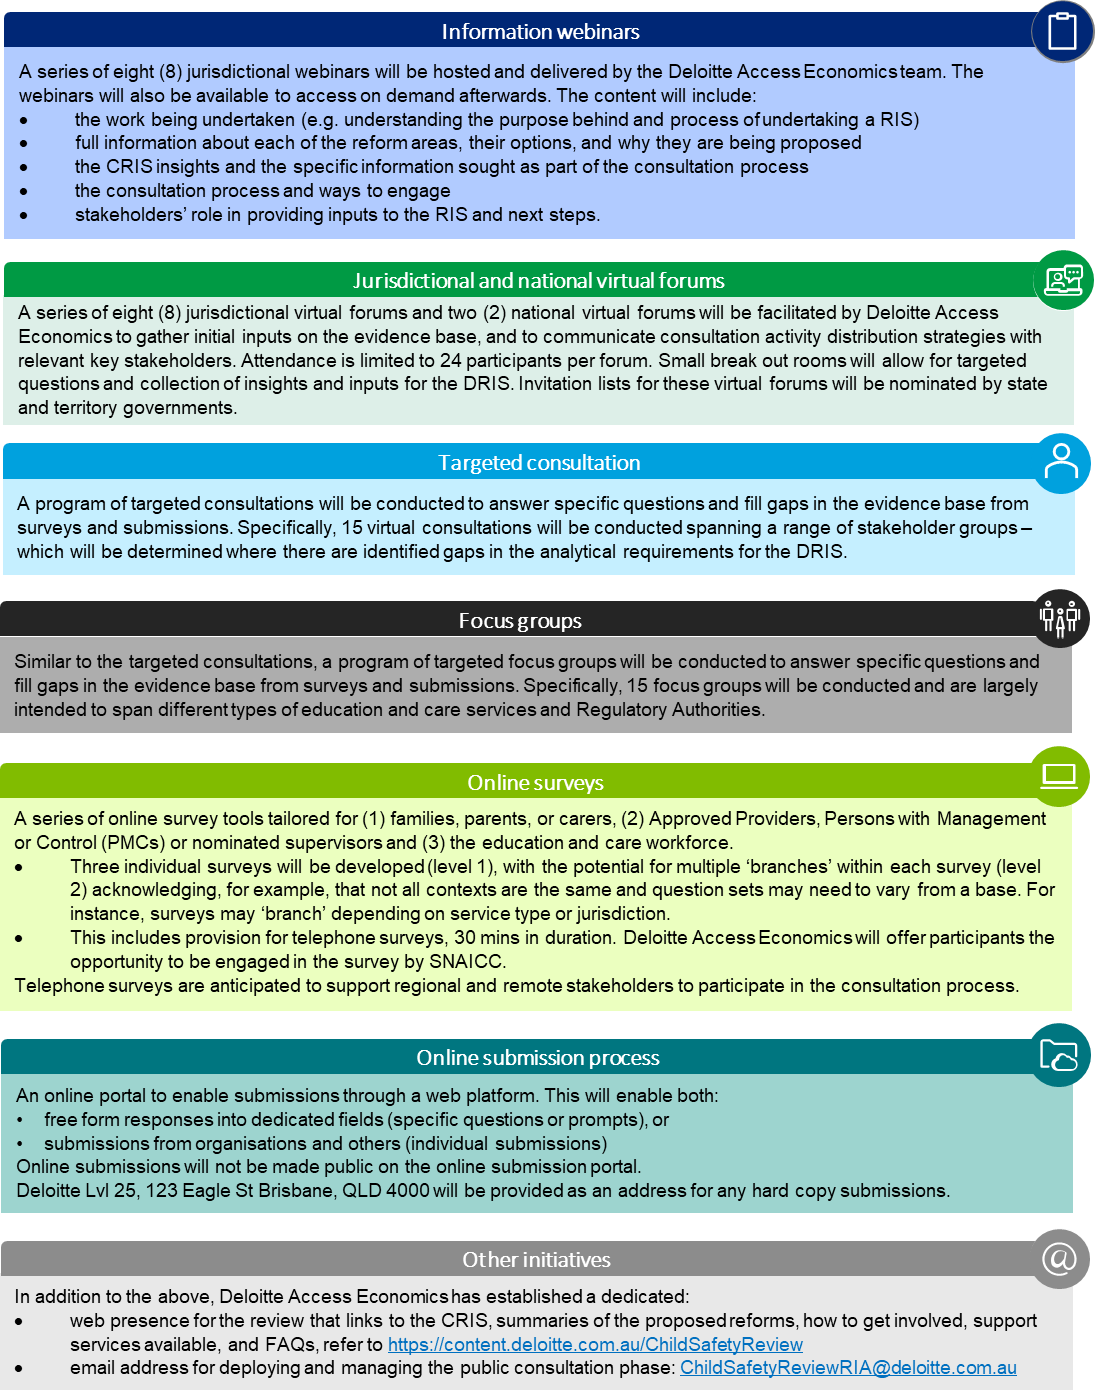 Information webinars
A series of eight (8) jurisdictional webinars will be hosted and delivered by the Deloitte Access Economics team. The
webinars will also be available to access on demand afterwards. The content will include:
• the work being undertaken (e.g. understanding the purpose behind and process of undertaking a RIS)
• full information about each of the reform areas, their options, and why they are being proposed
• the CRIS insights and the specific information sought as part of the consultation process
• the consultation process and ways to engage
• stakeholders’ role in providing inputs to the RIS and next steps.
Jurisdictional and national virtual forums
A series of eight (8) jurisdictional virtual forums and two (2) national virtual forums will be facilitated by Deloitte Access
Economics to gather initial inputs on the evidence base, and to communicate consultation activity distribution strategies with
relevant key stakeholders. Attendance is limited to 24 participants per forum. Small break out rooms will allow for targeted
questions and collection of insights and inputs for the DRIS. Invitation lists for these virtual forums will be nominated by state
and territory governments.
Targeted consultation
A program of targeted consultations will be conducted to answer specific questions and fill gaps in the evidence base from
surveys and submissions. Specifically, 15 virtual consultations will be conducted spanning a range of stakeholder groups –
which will be determined where there are identified gaps in the analytical requirements for the DRIS.
Focus groups
Similar to the targeted consultations, a program of targeted focus groups will be conducted to answer specific questions and
fill gaps in the evidence base from surveys and submissions. Specifically, 15 focus groups will be conducted and are largely
intended to span different types of education and care services and Regulatory Authorities.
Online surveys
A series of online survey tools tailored for (1) families, parents, or carers, (2) Approved Providers, Persons with Management
or Control (PMCs) or nominated supervisors and (3) the education and care workforce.
• Three individual surveys will be developed (level 1), with the potential for multiple ‘branches’ within each survey (level
2) acknowledging, for example, that not all contexts are the same and question sets may need to vary from a base. For
instance, surveys may ‘branch’ depending on service type or jurisdiction.
• This includes provision for telephone surveys, 30 mins in duration. Deloitte Access Economics will offer participants the
opportunity to be engaged in the survey by SNAICC.
Telephone surveys are anticipated to support regional and remote stakeholders to participate in the consultation process.
Online submission process
An online portal to enable submissions through a web platform. This will enable both:
• free form responses into dedicated fields (specific questions or prompts), or
• submissions from organisations and others (individual submissions)
Online submissions will not be made public on the online submission portal.
Deloitte Lvl 25, 123 Eagle St Brisbane, QLD 4000 will be provided as an address for any hard copy submissions.
Other initiatives
@
In addition to the above, Deloitte Access Economics has established a dedicated:
• web presence for the review that links to the CRIS, summaries of the proposed reforms, how to get involved, support
services available, and FAQs, refer to https://content.deloitte.com.au/ChildSafetyReview
• email address for deploying and managing the public consultation phase: ChildSafetyReviewRIA@deloitte.com.au